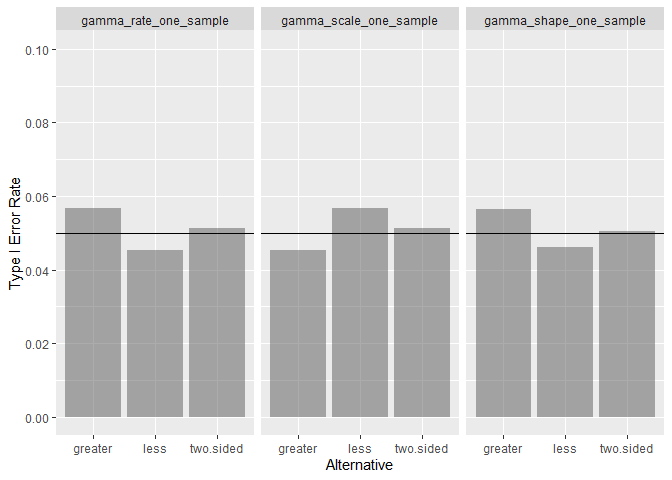 gamma_rate_one_sample gamma_scale_one_sample gamma_shape_one_sample
Type I Error Rate
0.10
0.08
0.06
0.04
0.02
0.00
greater less two.sided greater less two.sided greater less two.sided
Alternative